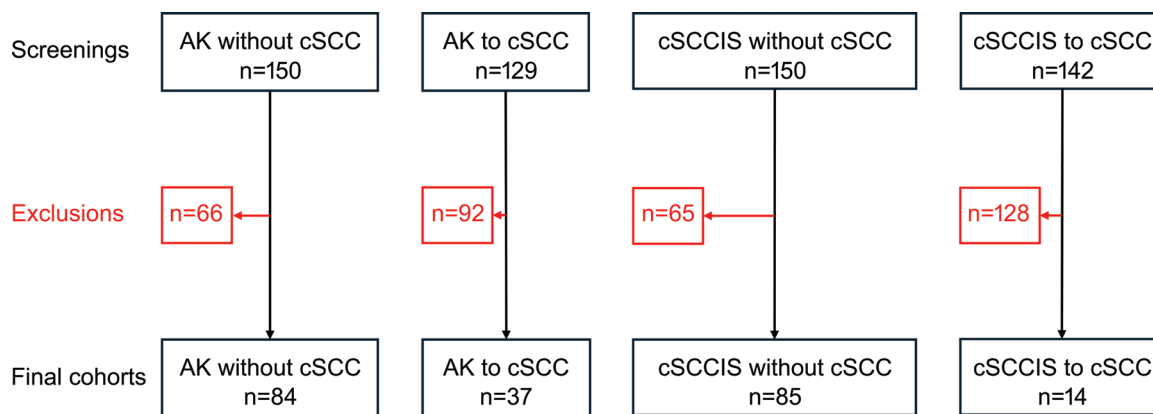 Screenings
AK without cSCC
n=150
AK to cSCC
n=129
cSCCIS without cSCC
n=150
cSCCIS to cSCC
n=142
Exclusions
n=66
n=92
n=65
n=128
Final cohorts
AK without cSCC
n=84
AK to cSCC
n=37
cSCCIS without cSCC
n=85
cSCCIS to cSCC
n=14